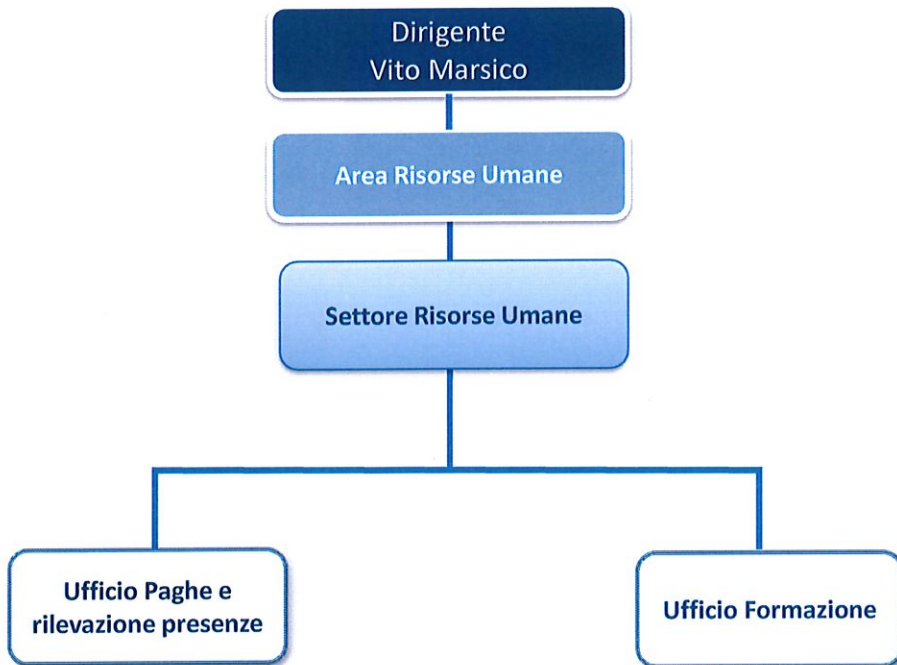 Dirigente
Vito Marsico
Area Risorse Umane
Settore Risorse Umane
Ufficio Paghe e
rilevazione presenze
Ufficio Formazione